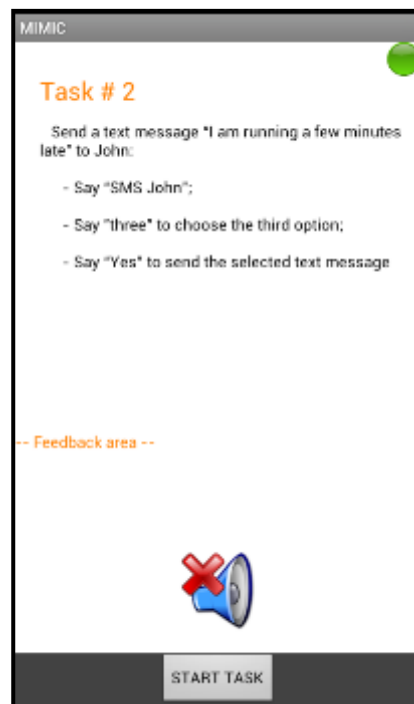 MIMIC
Task # 2
Send a text message “I am running a few minutes
late” to John:
- Say “SMS John”;
- Say "three" to choose the third option;
- Say “Yes” to send the selected text message
-- Feedback area --
START TASK